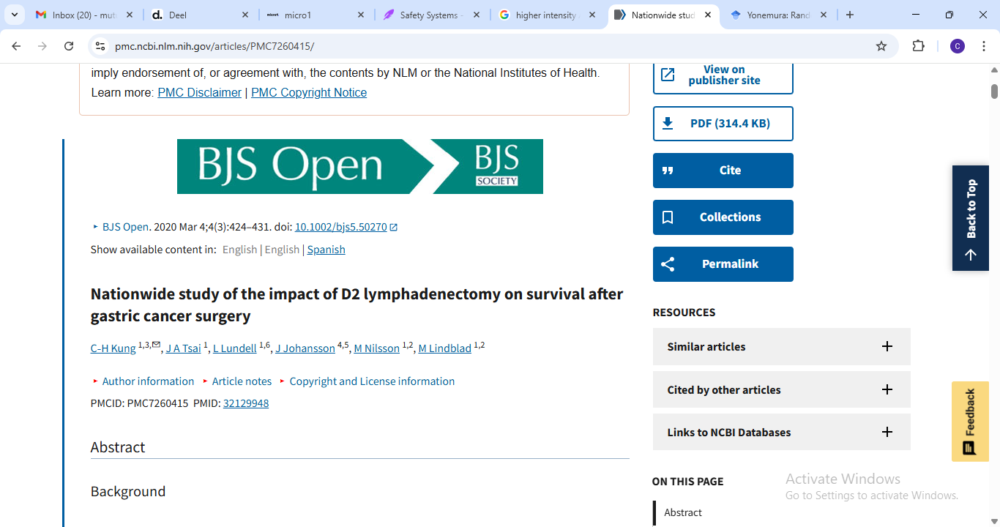 Inbox (20) - mut
Deel
micro1
micro1
Safety Systems -
higher intensity
Nationwide stud
Yonemura: Rand
pmc.ncbi.nlm.nih.gov/articles/PMC7260415/
C
imply endorsement of, or agreement with, the contents by NLM or the National Institutes of Health.
Learn more: PMC Disclaimer | PMC Copyright Notice
BJS Open
BJS
SOCIETY
BJS Open. 2020 Mar 4;4(3):424–431. doi: 10.1002/bjs5.50270
Show available content in: English | English | Spanish
Nationwide study of the impact of D2 lymphadenectomy on survival after
gastric cancer surgery
C-H Kung 1,3,✉, J A Tsai 1, L Lundell 1,6, J Johansson 4,5, M Nilsson 1,2, M Lindblad 1,2
Author information Article notes Copyright and License information
PMCID: PMC7260415 PMID: 32129948
Abstract
Background
View on
publisher site
PDF (314.4 KB)
Cite
Collections
Permalink
RESOURCES
Similar articles
Cited by other articles
Links to NCBI Databases
ON THIS PAGE
Abstract
Back to Top
Feedback
Activate Windows
Go to Settings to activate Windows.